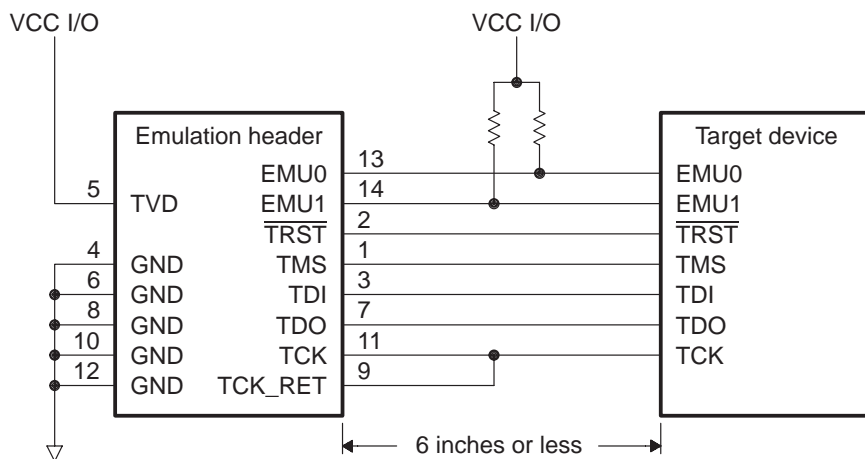 VCC I/O VCC I/O
Emulation header Target device
EMU0 13 EMU0
5 TVD EMU1 14 EMU1
TRST 2 TRST
4 GND TMS 1 TMS
6 GND TDI 3 TDI
8 GND TDO 7 TDO
10 GND TCK 11 TCK
12 GND TCK_RET 9
6 inches or less